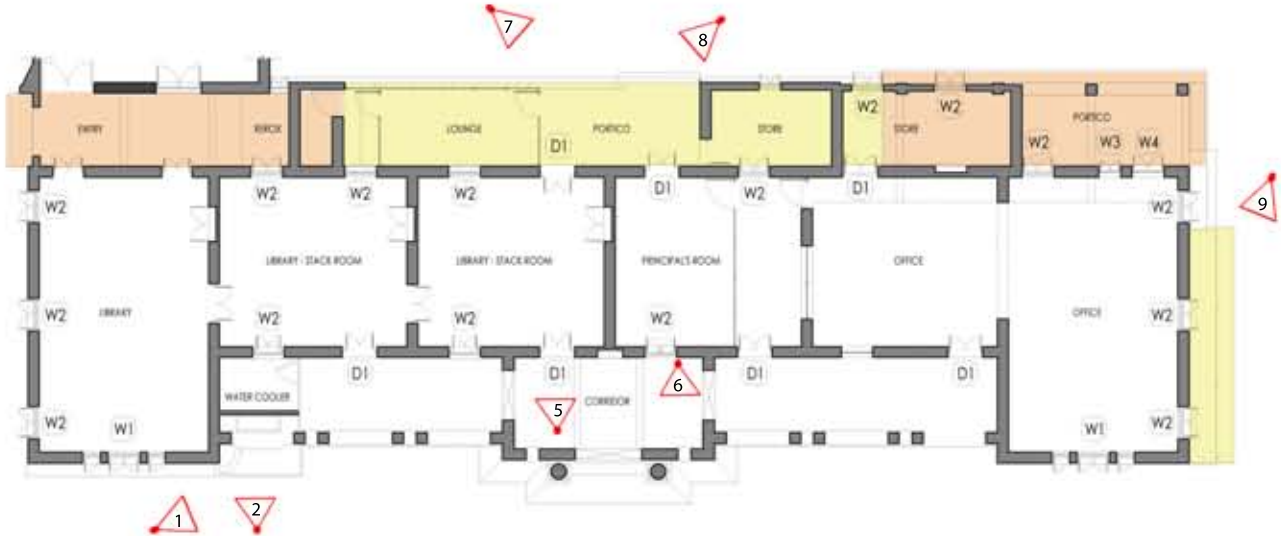 7
8
ENTRY
XEROX
LOUNGE
PORTICO
D1
STORE
W2
STORE
W2
PORTICO
W2
W3
W4
W2
W2
W2
W2
D1
W2
D1
W2
9
LIBRARY
LIBRARY - STACK ROOM
LIBRARY - STACK ROOM
PRINCIPAL'S ROOM
OFFICE
OFFICE
W2
W2
W2
W2
W2
D1
D1
6
D1
D1
WATER COOLER
5
CORRIDOR
W2
W1
W1
W2
1
2